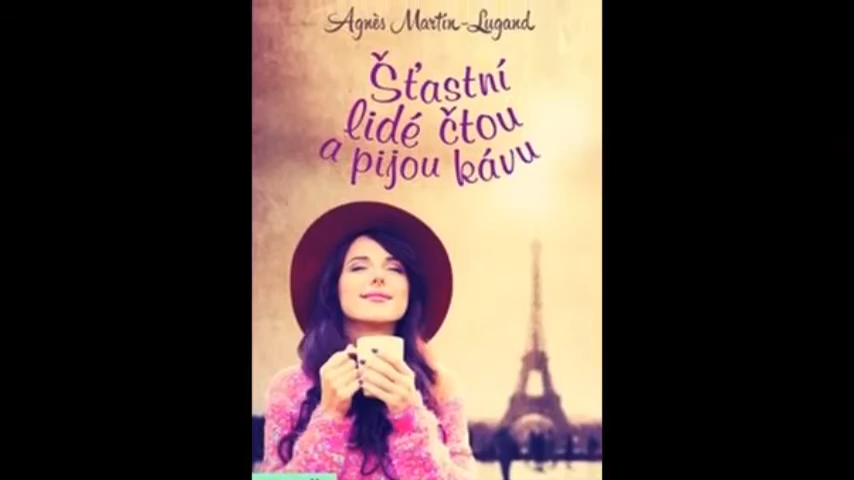 Agnès Martin-Lugand
Šťastní
lidé čtou
a pijou kávu